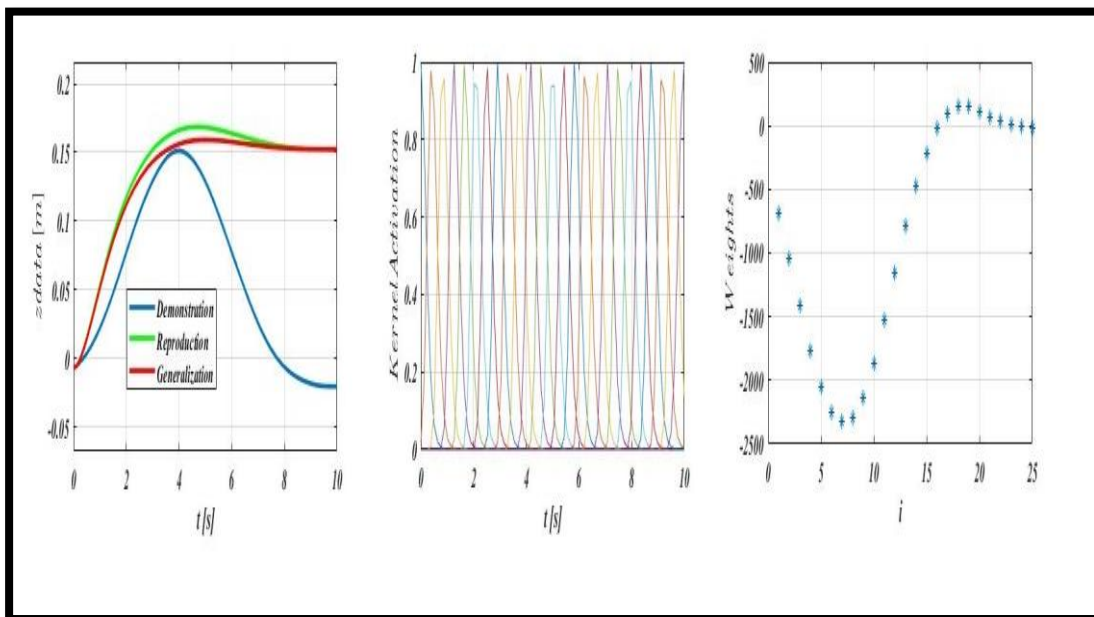 0.2
0.15
0.1
0.05
0
-0.05
zdata [m]
Demonstration
Reproduction
Generalization
0 2 4 6 8 10
t [s]
1
0.8
0.6
0.4
0.2
0
Kernel Activation
0 2 4 6 8 10
t [s]
500
0
-500
-1000
-1500
-2000
-2500
Weights
0 5 10 15 20 25
i